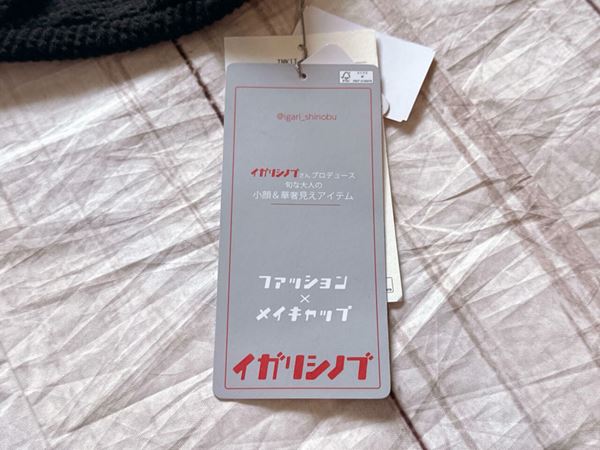 @igari_shinobu
イガリシノブさんプロデュース
旬な大人の
小顔&華奢見えアイテム
ファッション
×
メイキャップ
イガリシノブ